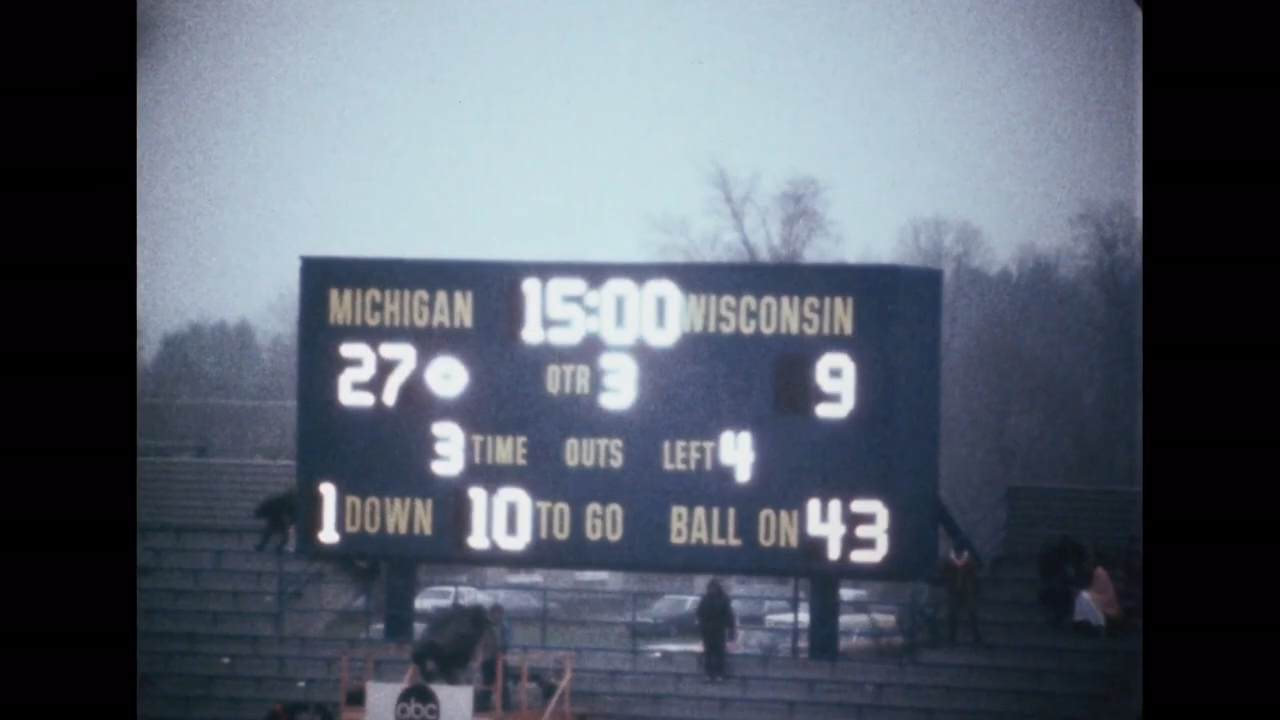 MICHIGAN 15:00 WISCONSIN
27 QTR 3 9
3 TIME OUTS LEFT 4
1 DOWN 10 TO GO BALL ON 43
abc